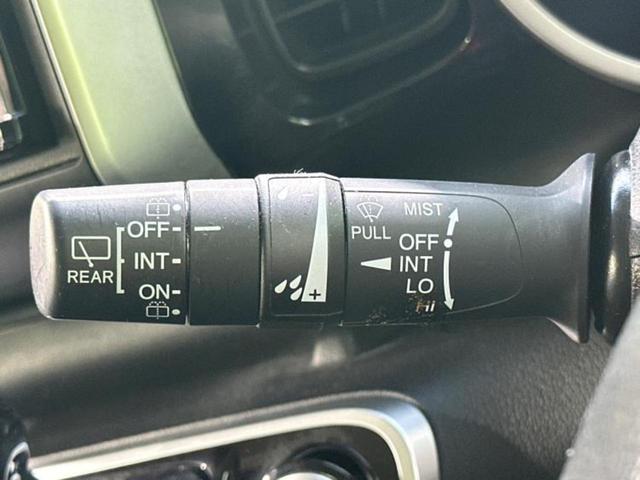 REAR
OFF
INT
ON
-
+
PULL
MIST
OFF
INT
LO
HI